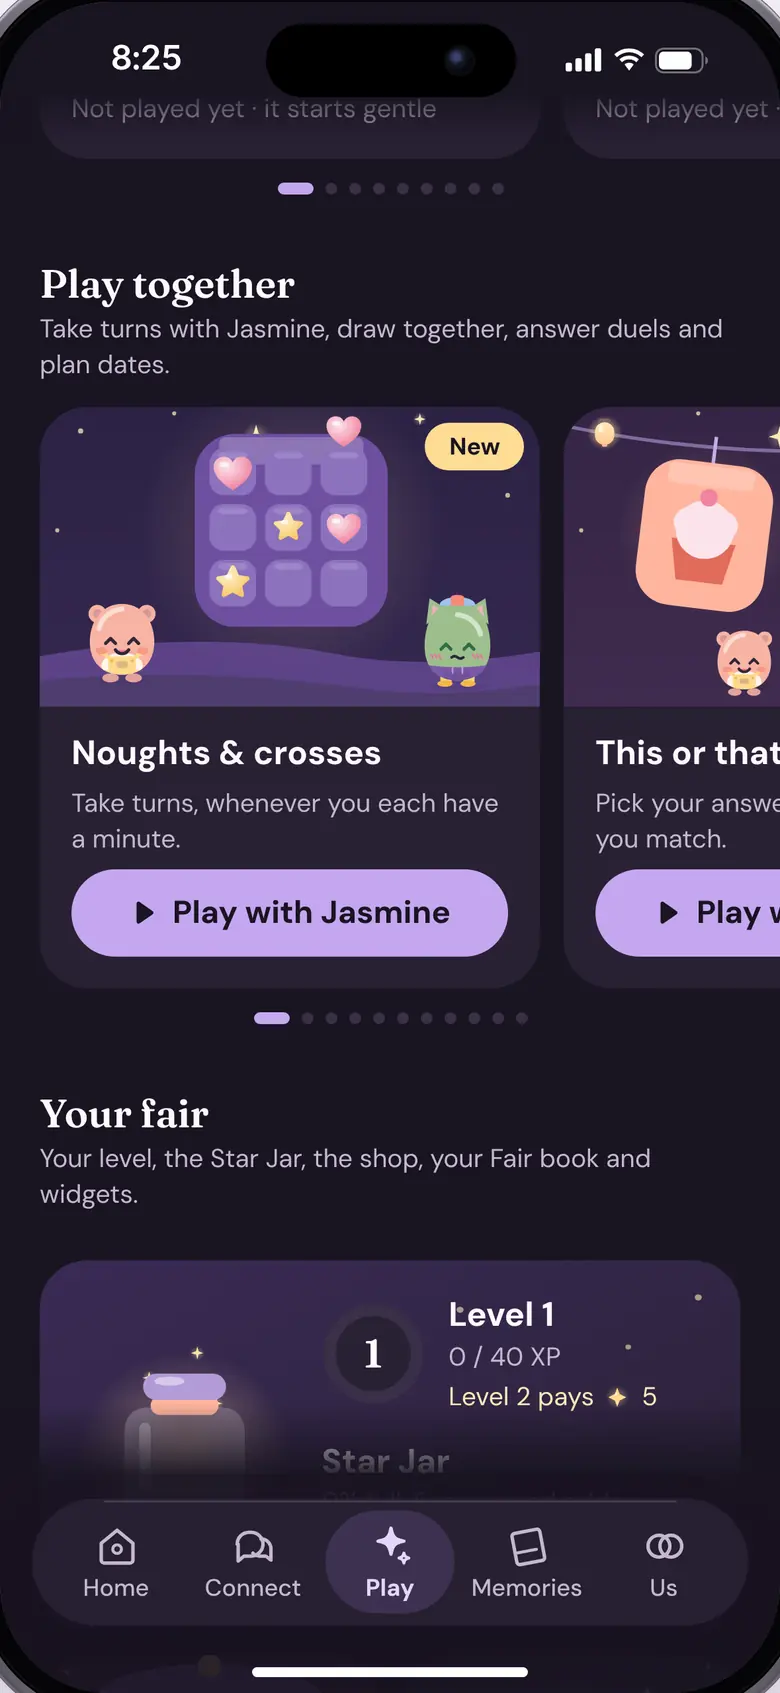 8:25
Not played yet · it starts gentle
Not played yet ·
Play together
Take turns with Jasmine, draw together, answer duels and
plan dates.
New
Noughts & crosses
Take turns, whenever you each have
a minute.
Play with Jasmine
This or that
Pick your answe
you match.
Play w
Your fair
Your level, the Star Jar, the shop, your Fair book and
widgets.
1
Level 1
0 / 40 XP
Level 2 pays 5
Star Jar
Home
Connect
Play
Memories
Us